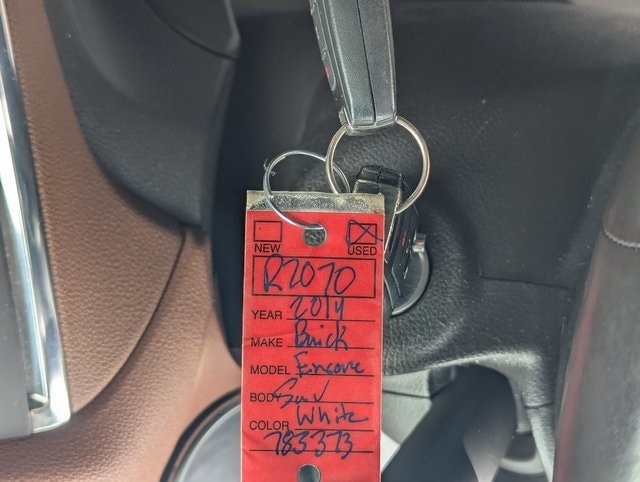 NEW USED
R2070
YEAR 2014
MAKE Buick
MODEL Encore
BODY Suv
COLOR White
783373